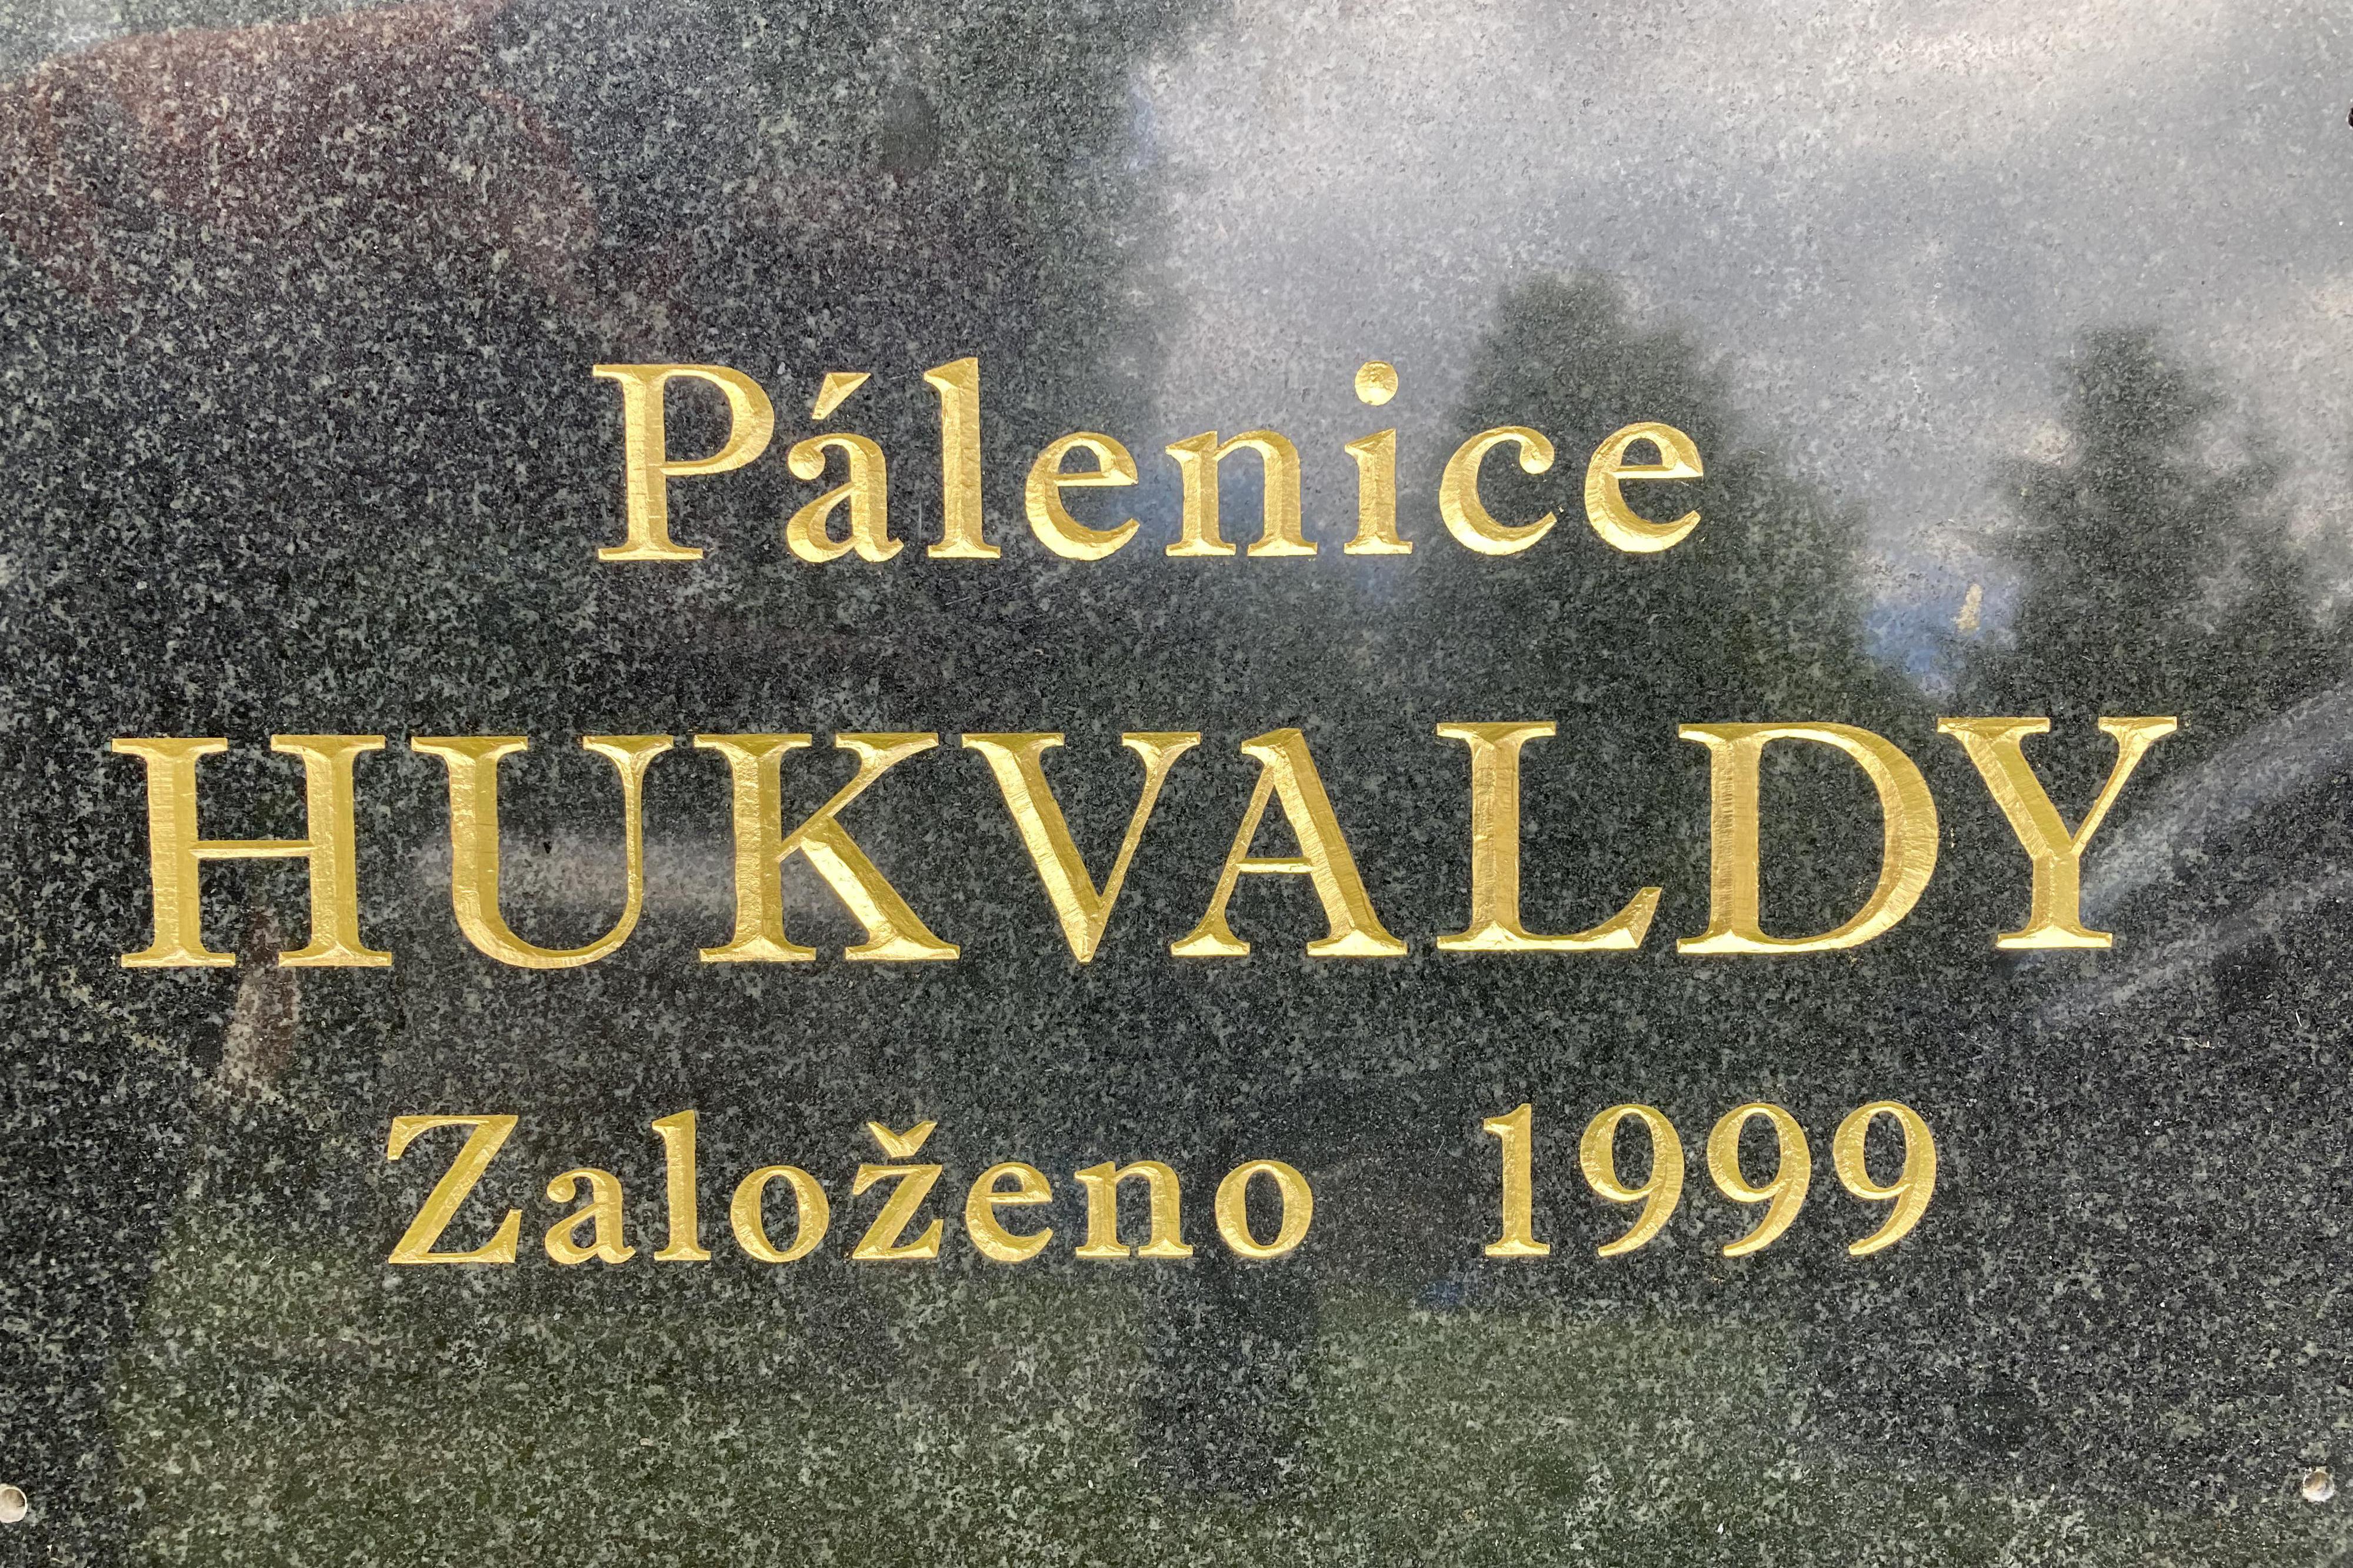 Pálenice
HUKVALDY
Založeno 1999